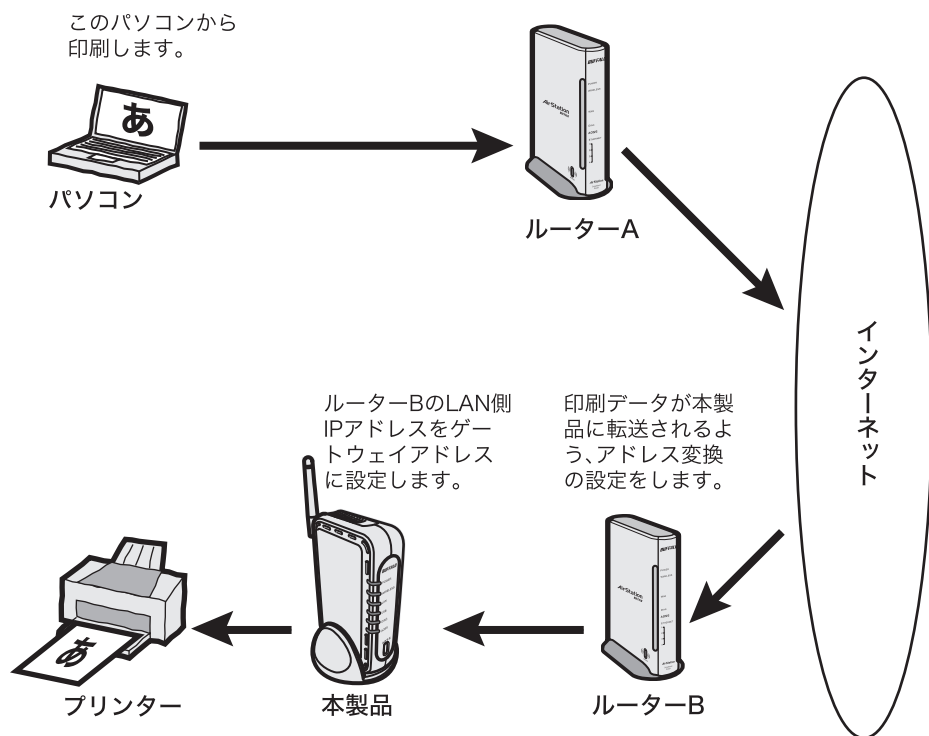 このパソコンから
印刷します。
あ
パソコン
BUFFALO
AirStation
ルーターA
インターネット
ルーターBのLAN側
IPアドレスをゲー
トウェイアドレス
に設定します。
印刷データが本製
品に転送されるよ
う、アドレス変換
の設定をします。
BUFFALO
BUFFALO
AirStation
あ
プリンター
本製品
ルーターB